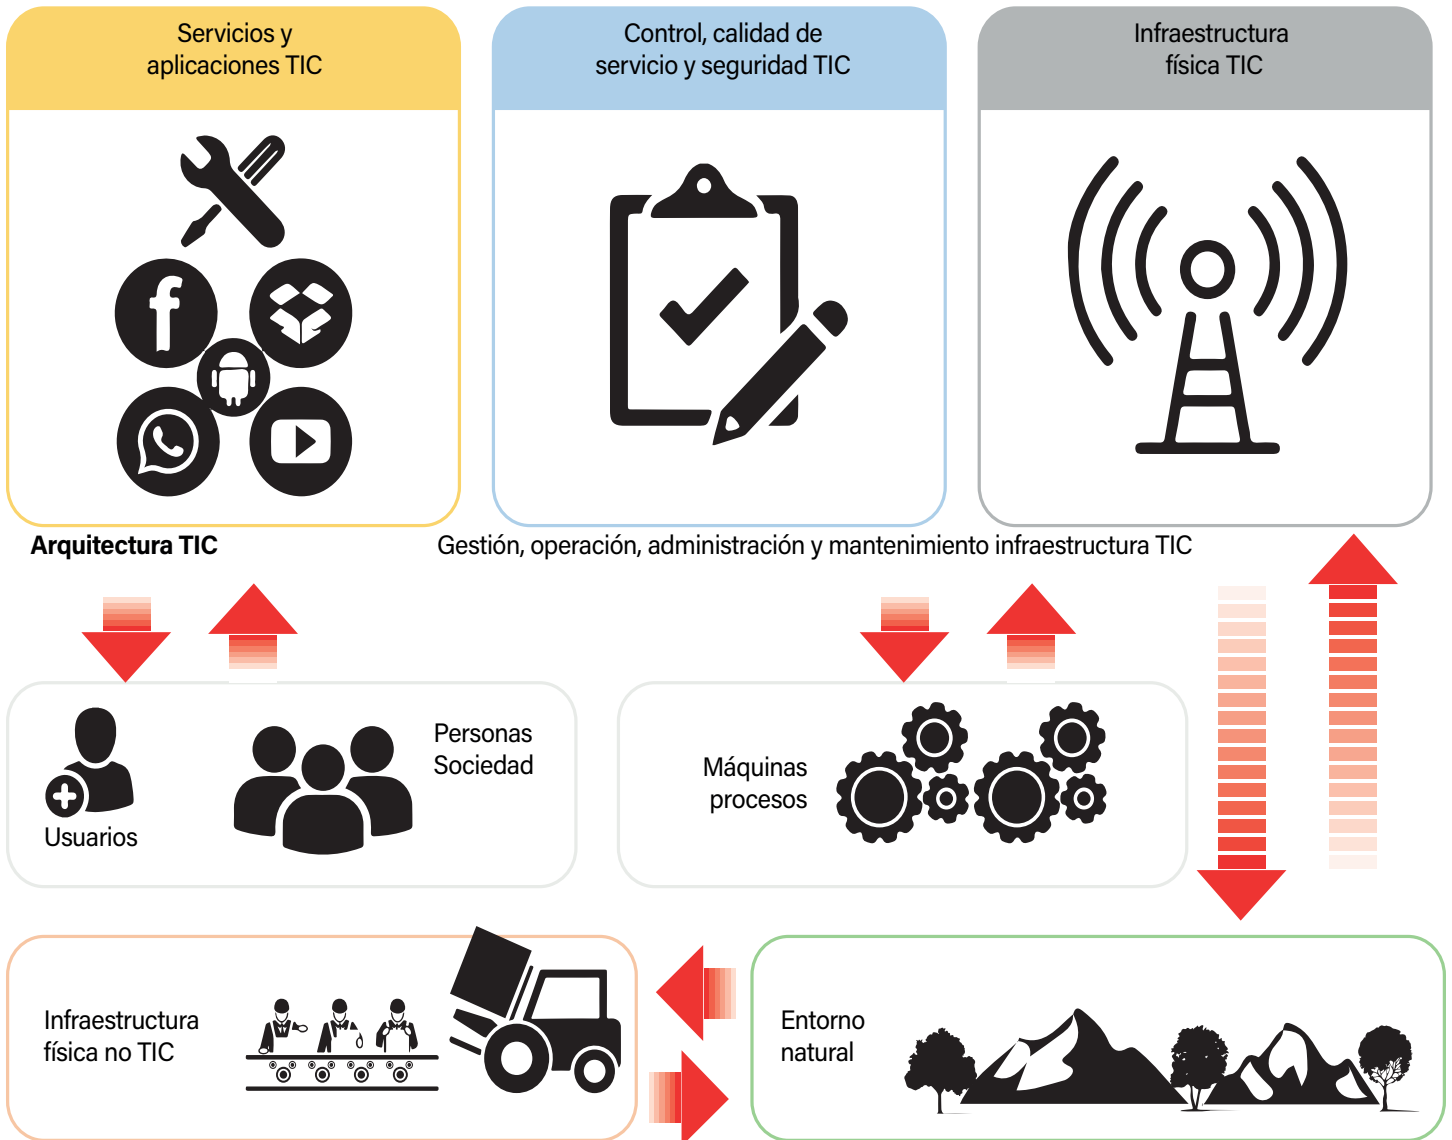 Servicios y
aplicaciones TIC
Control, calidad de
servicio y seguridad TIC
Infraestructura
física TIC
Arquitectura TIC
Gestión, operación, administración y mantenimiento infraestructura TIC
Usuarios
Personas
Sociedad
Máquinas
procesos
Infraestructura
física no TIC
Entorno
natural